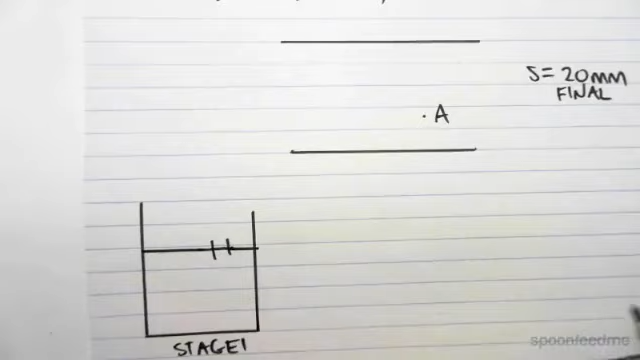 S = 20mm
FINAL
·A
STAGE 1
spoonfeedme